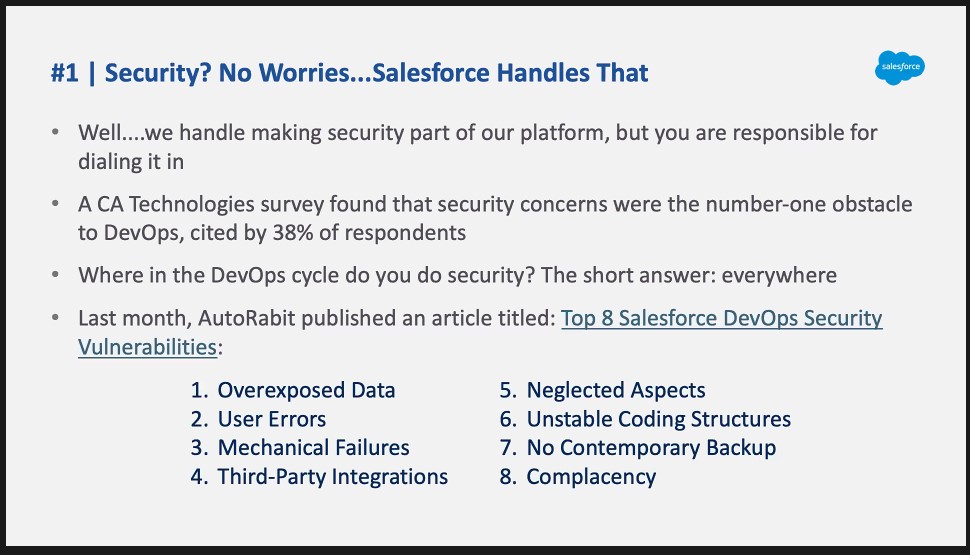 #1 | Security? No Worries...Salesforce Handles That
salesforce
• Well....we handle making security part of our platform, but you are responsible for
dialing it in
• A CA Technologies survey found that security concerns were the number-one obstacle
to DevOps, cited by 38% of respondents
• Where in the DevOps cycle do you do security? The short answer: everywhere
• Last month, AutoRabit published an article titled: Top 8 Salesforce DevOps Security
Vulnerabilities:
1. Overexposed Data
2. User Errors
3. Mechanical Failures
4. Third-Party Integrations
5. Neglected Aspects
6. Unstable Coding Structures
7. No Contemporary Backup
8. Complacency